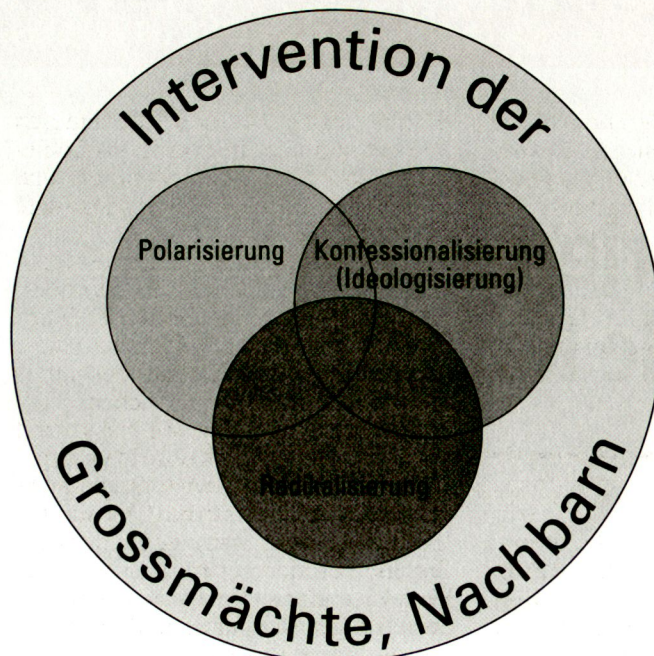 Intervention der
Polarisierung
Konfessionalisierung
(Ideologisierung)
Radikalisierung
Grossmächte, Nachbarn